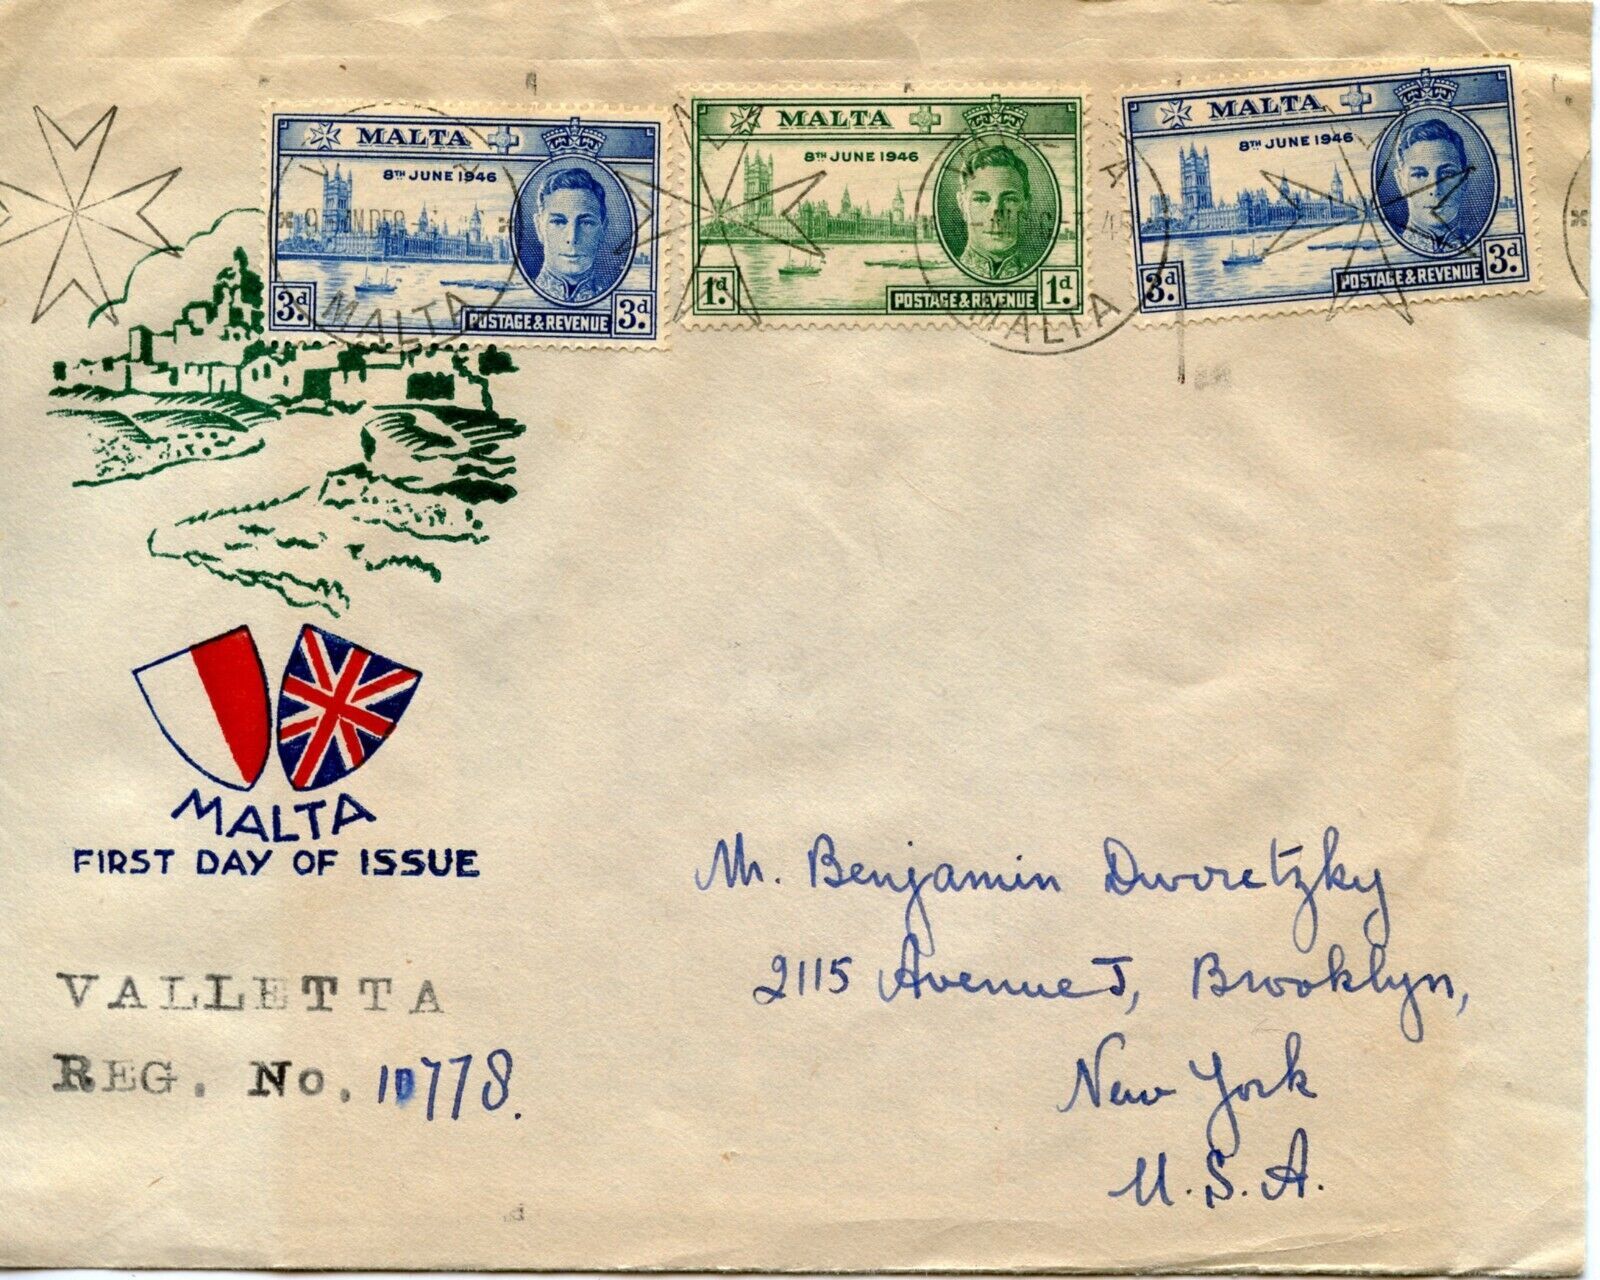 MALTA
8TH JUNE 1946
3d
POSTAGE & REVENUE
3d.
MALTA
8TH JUNE 1946
1d
POSTAGE & REVENUE
1d.
MALTA
8TH JUNE 1946
3d
POSTAGE & REVENUE
3d.
MALTA
MALTA
MALTA
FIRST DAY OF ISSUE
VALLETTA
REG. No. 10778.
Mr. Benjamin Dworetzky
2115 Avenue J, Brooklyn,
New York
U.S.A.